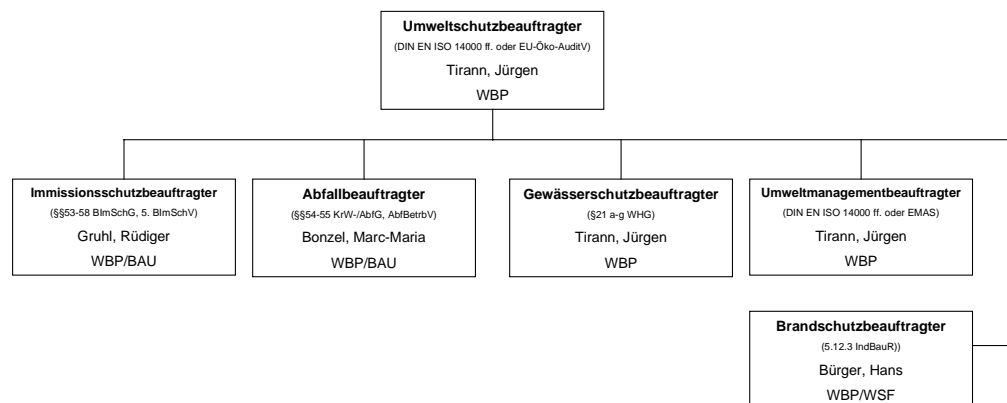 Umweltschutzbeauftragter
(DIN EN ISO 14000 ff. oder EU-Öko-AuditV)
Tirann, Jürgen
WBP
Immissionsschutzbeauftragter
(§§53-58 BImSchG, 5. BImSchV)
Gruhl, Rüdiger
WBP/BAU
Abfallbeauftragter
(§§54-55 KrW-/AbfG, AbfBetrbV)
Bonzel, Marc-Maria
WBP/BAU
Gewässerschutzbeauftragter
(§21 a-g WHG)
Tirann, Jürgen
WBP
Umweltmanagementbeauftragter
(DIN EN ISO 14000 ff. oder EMAS)
Tirann, Jürgen
WBP
Brandschutzbeauftragter
(5.12.3 IndBauR))
Bürger, Hans
WBP/WSF